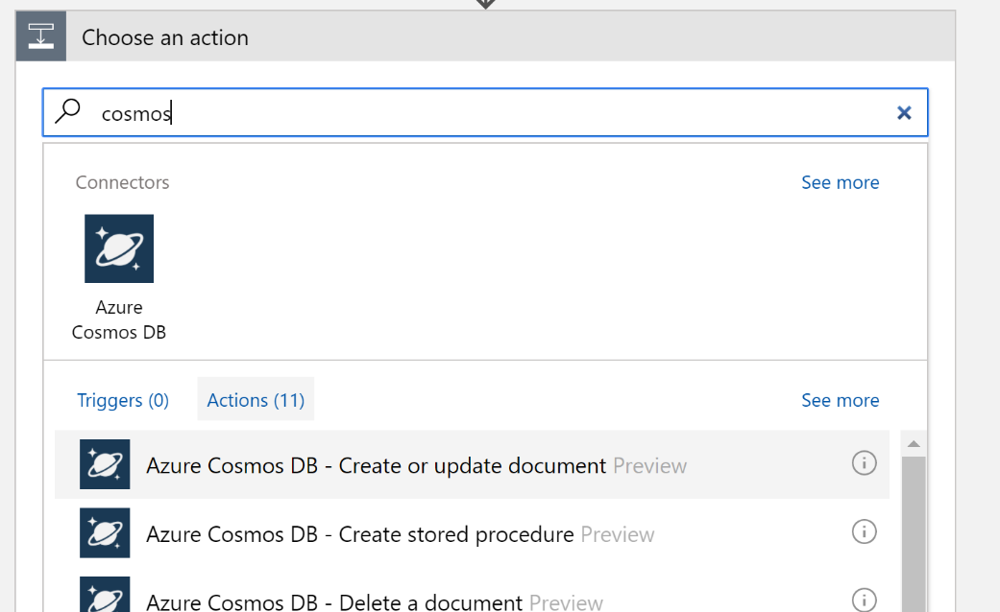 Choose an action
cosmos
Connectors
See more
Azure
Cosmos DB
Triggers (0)
Actions (11)
See more
Azure Cosmos DB - Create or update document Preview
Azure Cosmos DB - Create stored procedure Preview
Azure Cosmos DB - Delete a document Preview